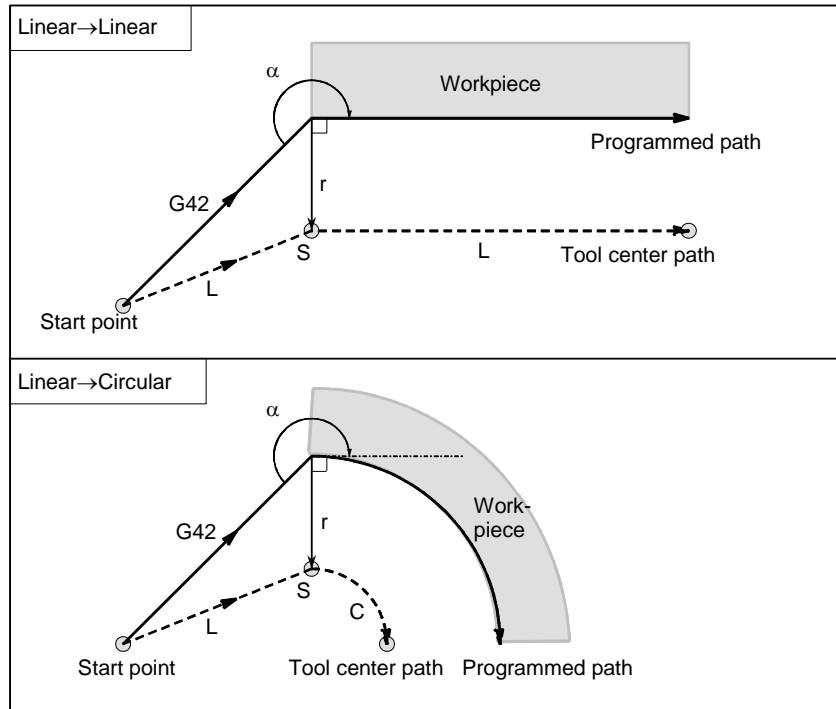 Linear→Linear
α
Workpiece
Programmed path
G42
r
S
L
L
Tool center path
Start point
Linear→Circular
α
Work-
piece
G42
r
S
L
C
Start point
Tool center path
Programmed path